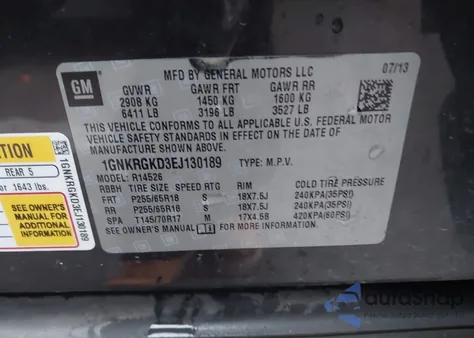 GM
MFD BY GENERAL MOTORS LLC 07/13
GVWR GAWR FRT GAWR RR
2908 KG 1450 KG 1600 KG
6411 LB 3196 LB 3527 LB
THIS VEHICLE CONFORMS TO ALL APPLICABLE U.S. FEDERAL MOTOR
VEHICLE SAFETY STANDARDS IN EFFECT ON THE DATE OF
MANUFACTURE SHOWN ABOVE.
1GNKRGKD3EJ130189 TYPE: M.P.V.
MODEL: R14526
RBBH TIRE SIZE SPEED RTG RIM COLD TIRE PRESSURE
FRT P255/65R18 S 18X7.5J 240KPA(35PSI)
RR P255/65R18 S 18X7.5J 240KPA(35PSI)
SPA T145/70R17 M 17X4.5B 420KPA(60PSI)
SEE OWNER'S MANUAL FOR ADDITIONAL INFORMATION.
REAR 5
or 1643 lbs.
SEE OWNER'S
MANUAL FOR
ADDITIONAL
INFORMATION
1GNKRGKD3EJ130189
AutoSnap